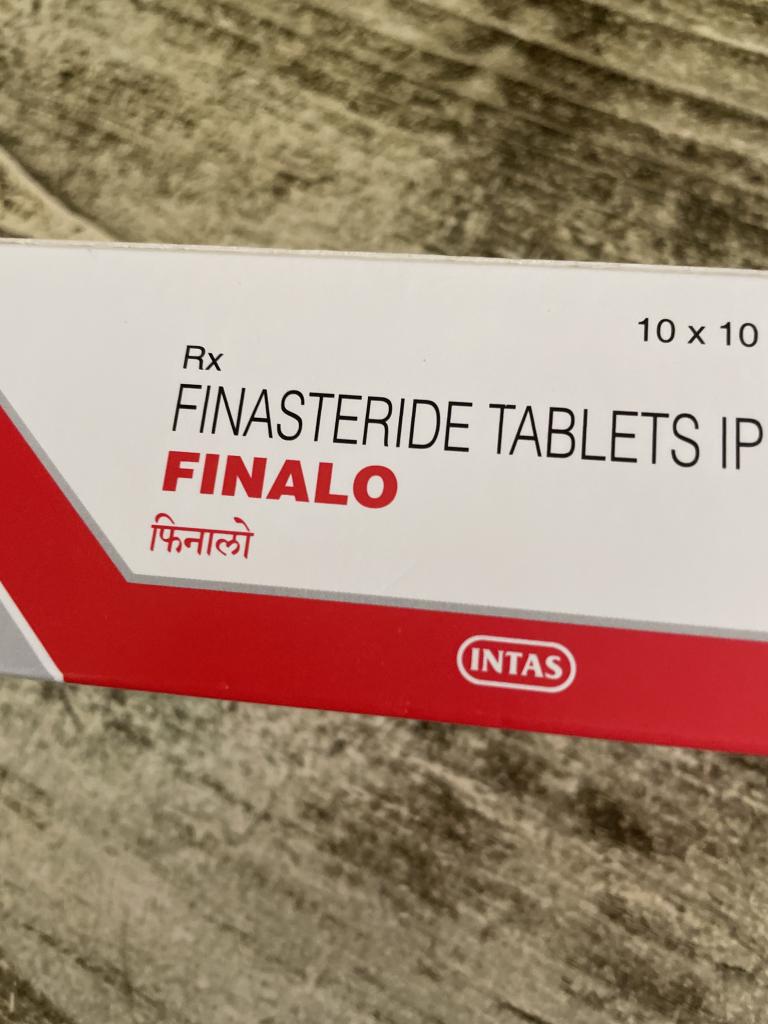 10 x 10
Rx
FINASTERIDE TABLETS IP
FINALO
फिनालो
INTAS